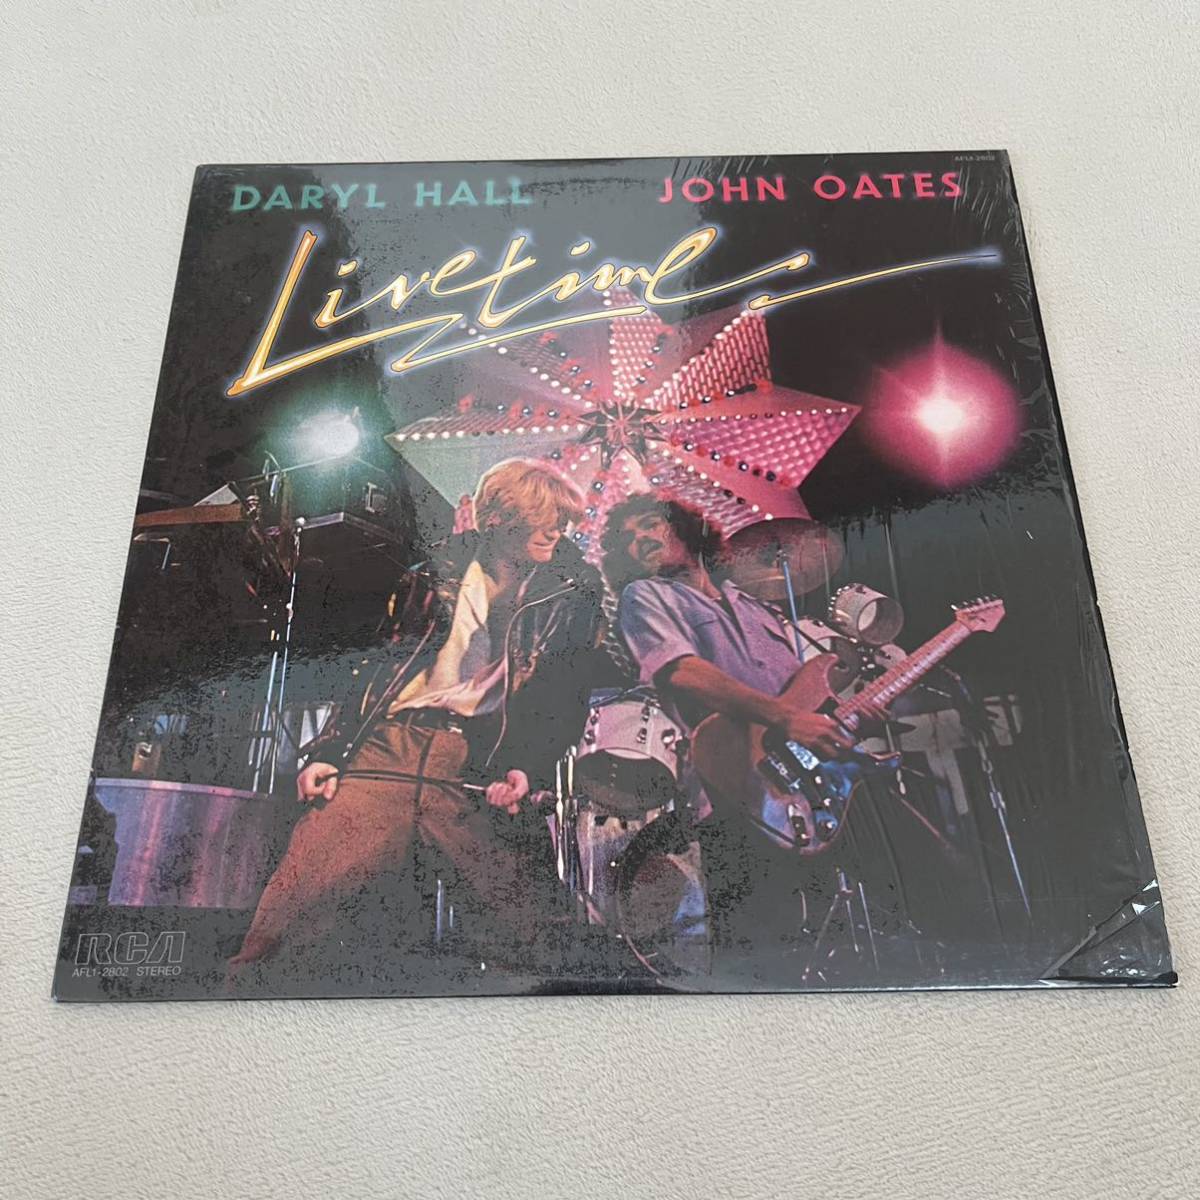 AFL1-2802
DARYL HALL JOHN OATES
Livetime
RCA
AFL1-2802 STEREO